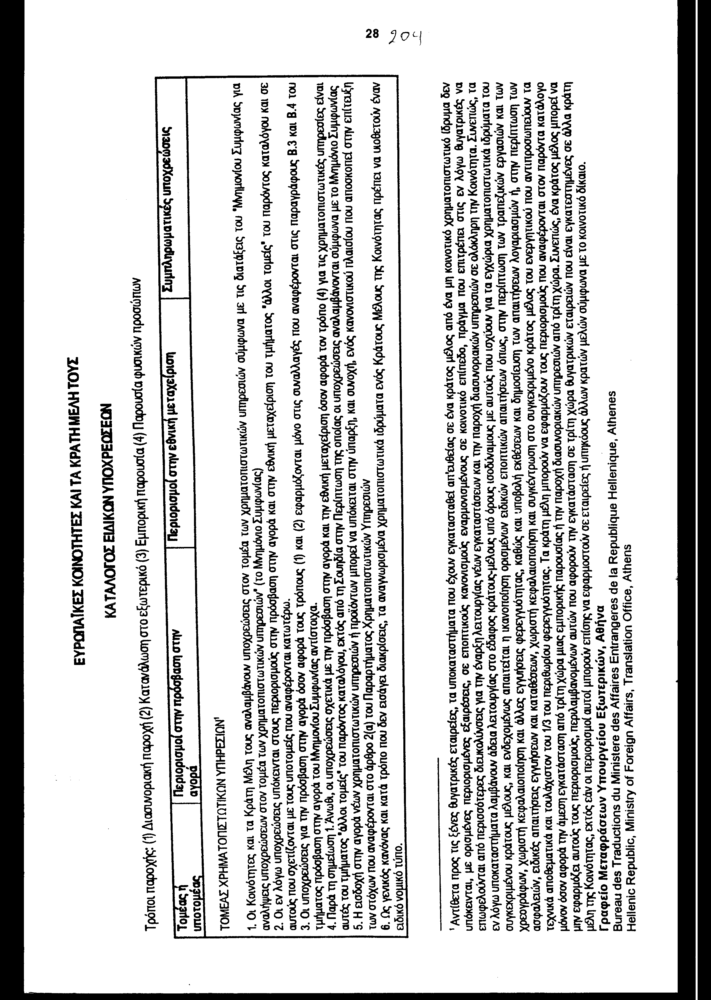 28 204
ΕΥΡΩΠΑΪΚΕΣ ΚΟΙΝΟΤΗΤΕΣ ΚΑΙ ΤΑ ΚΡΑΤΗ ΜΕΛΗ ΤΟΥΣ
ΚΑΤΑΛΟΓΟΣ ΕΙΔΙΚΩΝ ΥΠΟΧΡΕΩΣΕΩΝ
Τρόποι παροχής: (1) Διασυνοριακή παροχή (2) Κατανάλωση στο εξωτερικό (3) Εμπορική παρουσία (4) Παρουσία φυσικών προσώπων
Τομέας ή υποτομέας
Περιορισμοί στην πρόσβαση στην αγορά
Περιορισμοί στην εθνική μεταχείριση
Συμπληρωματικές υποχρεώσεις
ΤΟΜΕΑΣ ΧΡΗΜΑΤΟΠΙΣΤΩΤΙΚΩΝ ΥΠΗΡΕΣΙΩΝ¹
1. Οι Κοινότητες και τα Κράτη Μέλη τους αναλαμβάνουν υποχρεώσεις στον τομέα των χρηματοπιστωτικών υπηρεσιών σύμφωνα με τις διατάξεις του "Μνημονίου Συμφωνίας για
αναλήψεις υποχρεώσεων στον τομέα των χρηματοπιστωτικών υπηρεσιών" (το Μνημόνιο Συμφωνίας)
2. Οι εν λόγω υποχρεώσεις υπόκεινται στους περιορισμούς στην πρόσβαση στην αγορά και στην εθνική μεταχείριση του τμήματος "άλλοι τομείς" του παρόντος καταλόγου και σε
αυτούς που σχετίζονται με τους υποτομείς που αναφέρονται κατωτέρω.
3. Οι υποχρεώσεις για την πρόσβαση στην αγορά όσον αφορά τους τρόπους (1) και (2) εφαρμόζονται μόνο στις συναλλαγές που αναφέρονται στις παραγράφους Β.3 και Β.4 του
τμήματος πρόσβαση στην αγορά του Μνημονίου Συμφωνίας αντίστοιχα.
4. Παρά τη σημείωση 1. Άνωθι, οι υποχρεώσεις σχετικά με την πρόσβαση στην αγορά και την εθνική μεταχείριση όσον αφορά τον τρόπο (4) για τις χρηματοπιστωτικές υπηρεσίες είναι
αυτές του τμήματος "άλλοι τομείς" του παρόντος καταλόγου, εκτός από τη Σουηδία στην Περίπτωση της οποίας οι υποχρεώσεις αναλαμβάνονται σύμφωνα με το Μνημόνιο Συμφωνίας
5. Η εισδοχή στην αγορά νέων χρηματοπιστωτικών υπηρεσιών ή προϊόντων μπορεί να υπόκειται στην ύπαρξη, και συνοχή, ενός κανονιστικού πλαισίου που αποσκοπεί στην επίτευξη
των στόχων που αναφέρονται στο άρθρο 2(α) του Παραρτήματος Χρηματοπιστωτικών Υπηρεσιών
6. Ως γενικός κανόνας και κατά τρόπο που δεν εισάγει διακρίσεις, τα αναγνωρισμένα χρηματοπιστωτικά ιδρύματα ενός Κράτους Μέλους της Κοινότητας πρέπει να υιοθετούν έναν
ειδικό νομικό τύπο.
¹ Αντίθετα προς τις ξένες θυγατρικές εταιρείες, τα υποκαταστήματα που έχουν εγκατασταθεί απ'ευθείας σε ένα κράτος μέλος από ένα μη κοινοτικό χρηματοπιστωτικό ίδρυμα δεν
υπόκεινται, με ορισμένες περιορισμένες εξαιρέσεις, σε εποπτικούς κανονισμούς εναρμονισμένους σε κοινοτικό επίπεδο, πράγμα που επιτρέπει στις εν λόγω θυγατρικές να
επωφελούνται από περισσότερες διευκολύνσεις για την έναρξη λειτουργίας νέων εγκαταστάσεων και την παροχή διασυνοριακών υπηρεσιών σε ολόκληρη την Κοινότητα. Συνεπώς, τα
εν λόγω υποκαταστήματα λαμβάνουν άδεια λειτουργίας στο έδαφος κράτους-μέλους υπό όρους ισοδύναμους με αυτούς που ισχύουν για τα εγχώρια χρηματοπιστωτικά ιδρύματα του
συγκεκριμένου κράτους μέλους, και ενδεχομένως απαιτείται η ικανοποίηση ορισμένων ειδικών εποπτικών απαιτήσεων όπως, στην περίπτωση των τραπεζικών εργασιών και των
χρεογράφων, χωριστή κεφαλαιοποίηση και άλλες εγγυήσεις φερεγγυότητας, καθώς και υποβολή εκθέσεων και δημοσίευση των απαιτήσεων λογαριασμών ή, στην περίπτωση των
ασφαλειών, ειδικές απαιτήσεις εγγυήσεων και καταθέσεων, χωριστή κεφαλαιοποίηση και συγκέντρωση στο συγκεκριμένο κράτος μέλος του ενεργητικού που αντιπροσωπεύουν τα
τεχνικά αποθεματικά και τουλάχιστον του 1/3 του περιθωρίου φερεγγυότητας. Τα κράτη μέλη μπορούν να εφαρμόζουν τους περιορισμούς που αναφέρονται στον παρόντα κατάλογο
μόνον όσον αφορά την άμεση εγκατάσταση από τρίτη χώρα μιας εμπορικής παρουσίας ή την παροχή διασυνοριακών υπηρεσιών από τρίτη χώρα. Συνεπώς, ένα κράτος μέλος μπορεί να
μην εφαρμόζει αυτούς τους περιορισμούς, περιλαμβανομένων αυτών που αφορούν την εγκατάσταση σε τρίτη χώρα θυγατρικών εταιρειών που είναι εγκατεστημένες σε άλλα κράτη
μέλη της Κοινότητας, εκτός εάν οι περιορισμοί αυτοί μπορούν επίσης να εφαρμοστούν σε εταιρείες ή υπηκόους άλλων κρατών μελών σύμφωνα με το κοινοτικό δίκαιο.
Γραφείο Μεταφράσεων Υπουργείου Εξωτερικών, Αθήνα
Bureau des Traductions du Ministere des Affaires Entrangeres de la Republique Hellenique, Athenes
Hellenic Republic, Ministry of Foreign Affairs, Translation Office, Athens